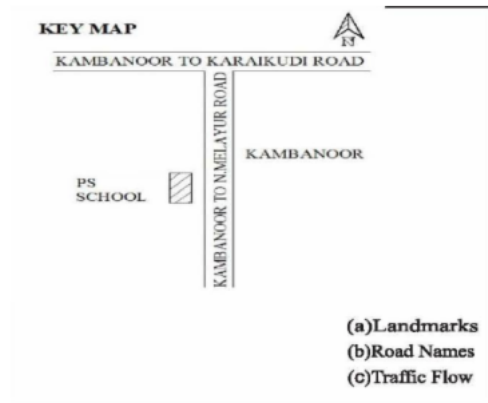 KEY MAP
N
KAMBANOOR TO KARAIKUDI ROAD
KAMBANOOR TO N.MELAYUR ROAD
KAMBANOOR
PS
SCHOOL
(a)Landmarks
(b)Road Names
(c)Traffic Flow